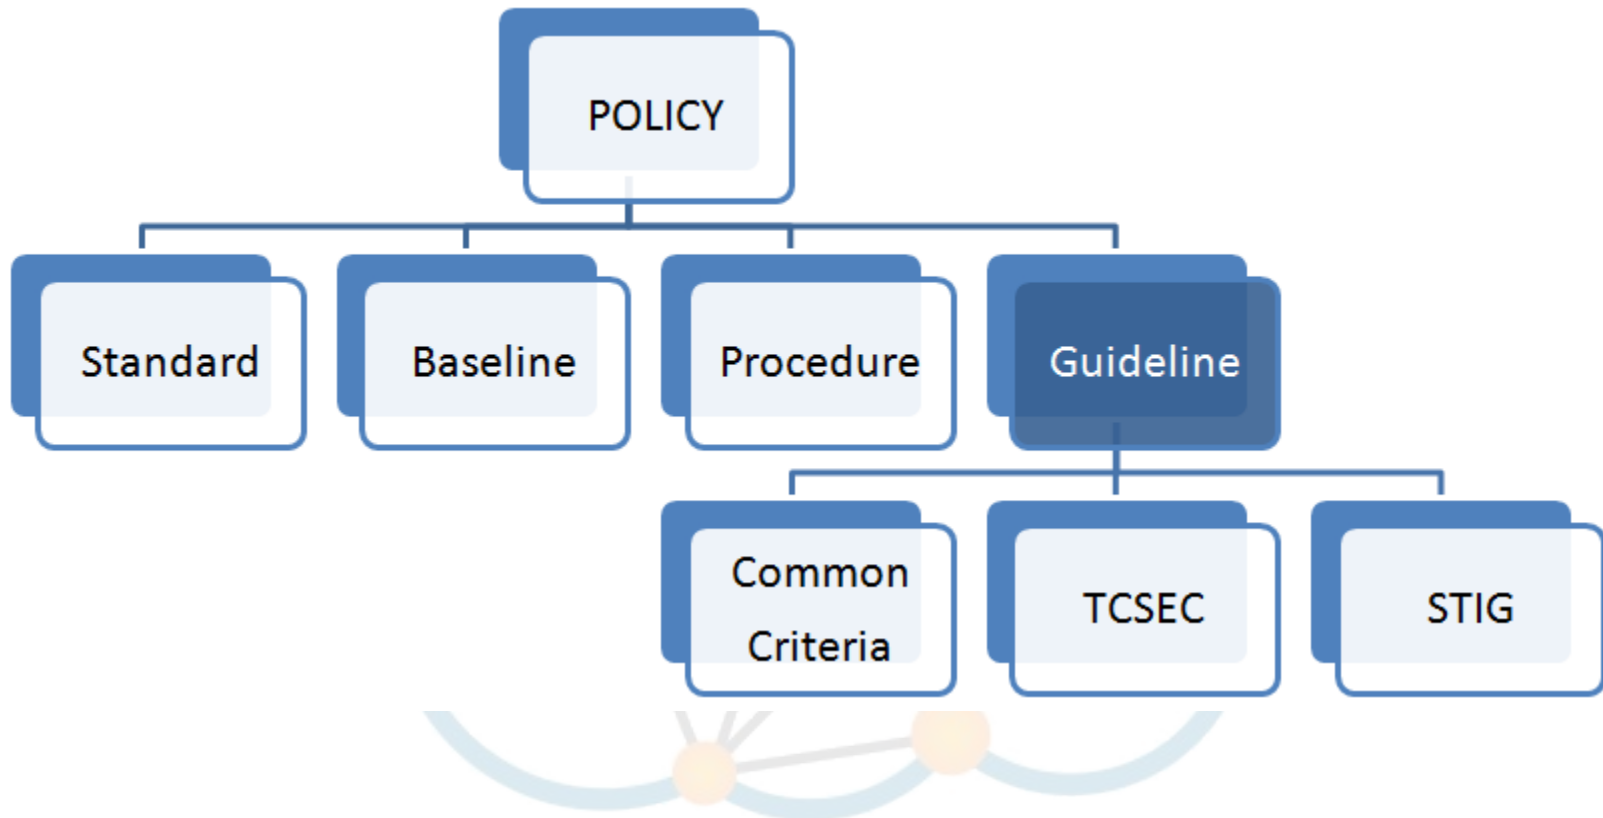 POLICY
Standard
Baseline
Procedure
Guideline
Common
Criteria
TCSEC
STIG